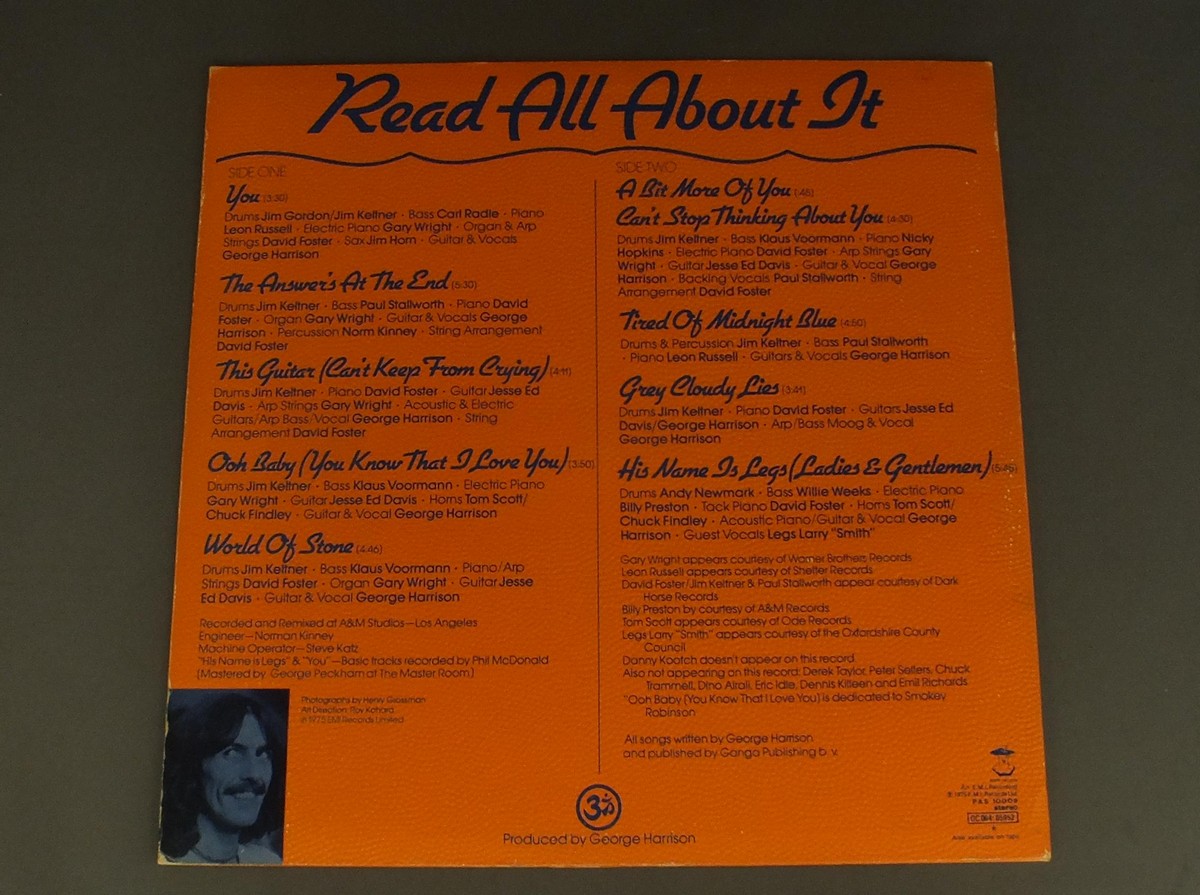 Read All About It
SIDE ONE
You (3:30)
Drums Jim Gordon/Jim Keltner · Bass Carl Radle · Piano
Leon Russell · Electric Piano Gary Wright · Organ & Arp
Strings David Foster · Sax Jim Horn · Guitar & Vocals
George Harrison
The Answer's At The End (5:30)
Drums Jim Keltner · Bass Paul Stallworth · Piano David
Foster · Organ Gary Wright · Guitar & Vocals George
Harrison · Percussion Norm Kinney · String Arrangement
David Foster
This Guitar (Can't Keep From Crying) (4:11)
Drums Jim Keltner · Piano David Foster · Guitar Jesse Ed
Davis · Arp Strings Gary Wright · Acoustic & Electric
Guitars/Arp Bass/Vocal George Harrison · String
Arrangement David Foster
Ooh Baby (You Know That I Love You) (3:50)
Drums Jim Keltner · Bass Klaus Voormann · Electric Piano
Gary Wright · Guitar Jesse Ed Davis · Horns Tom Scott/
Chuck Findley · Guitar & Vocal George Harrison
World Of Stone (4:46)
Drums Jim Keltner · Bass Klaus Voormann · Piano/Arp
Strings David Foster · Organ Gary Wright · Guitar Jesse
Ed Davis · Guitar & Vocal George Harrison
Recorded and Remixed at A&M Studios—Los Angeles
Engineer—Norman Kinney
Machine Operator—Steve Katz
"His Name is Legs" & "You"—Basic tracks recorded by Phil McDonald
(Mastered by George Peckham at The Master Room)
Photographs by Henry Grossman
Art Direction: Roy Kohara
℗ 1975 EMI Records Limited
SIDE TWO
A Bit More Of You (:45)
Can't Stop Thinking About You (4:30)
Drums Jim Keltner · Bass Klaus Voormann · Piano Nicky
Hopkins · Electric Piano David Foster · Arp Strings Gary
Wright · Guitar Jesse Ed Davis · Guitar & Vocal George
Harrison · Backing Vocals Paul Stallworth · String
Arrangement David Foster
Tired Of Midnight Blue (4:50)
Drums & Percussion Jim Keltner · Bass Paul Stallworth
· Piano Leon Russell · Guitars & Vocals George Harrison
Grey Cloudy Lies (3:41)
Drums Jim Keltner · Piano David Foster · Guitars Jesse Ed
Davis/George Harrison · Arp/Bass Moog & Vocal
George Harrison
His Name Is Legs (Ladies & Gentlemen) (5:45)
Drums Andy Newmark · Bass Willie Weeks · Electric Piano
Billy Preston · Tack Piano David Foster · Horns Tom Scott/
Chuck Findley · Acoustic Piano/Guitar & Vocal George
Harrison · Guest Vocals Legs Larry "Smith"
Gary Wright appears courtesy of Warner Brothers Records
Leon Russell appears courtesy of Shelter Records
David Foster/Jim Keltner & Paul Stallworth appear courtesy of Dark
Horse Records
Billy Preston by courtesy of A&M Records
Tom Scott appears courtesy of Ode Records
Legs Larry "Smith" appears courtesy of the Oxfordshire County
Council
Danny Kootch doesn't appear on this record
Also not appearing on this record: Derek Taylor, Peter Sellers, Chuck
Trammell, Dino Airali, Eric Idle, Dennis Killeen and Emil Richards
"Ooh Baby (You Know That I Love You) is dedicated to Smokey
Robinson
All songs written by George Harrison
and published by Ganga Publishing b.v.
ॐ
Produced by George Harrison
PAS 10009
stereo
Also available on tape